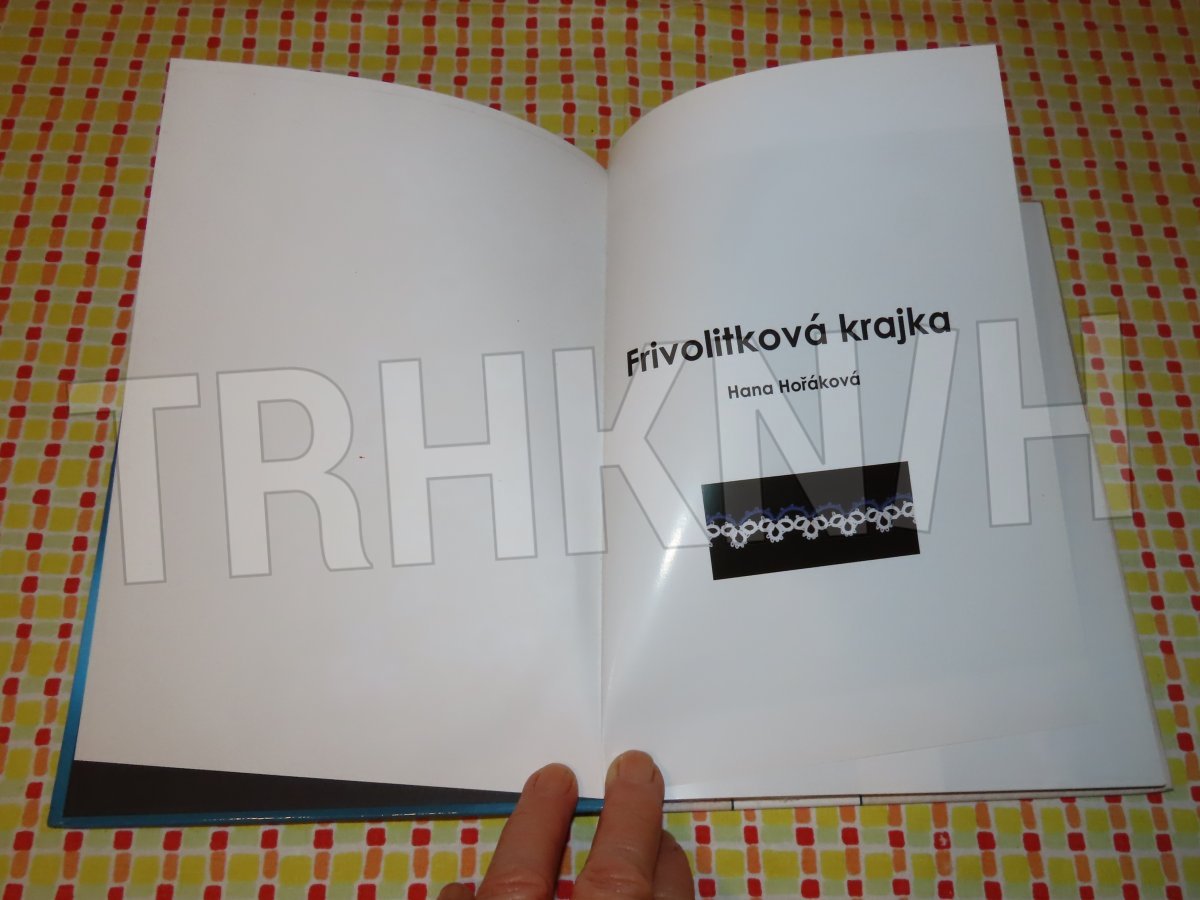 Frivolitková krajka
Hana Hořáková
TRHKNIH